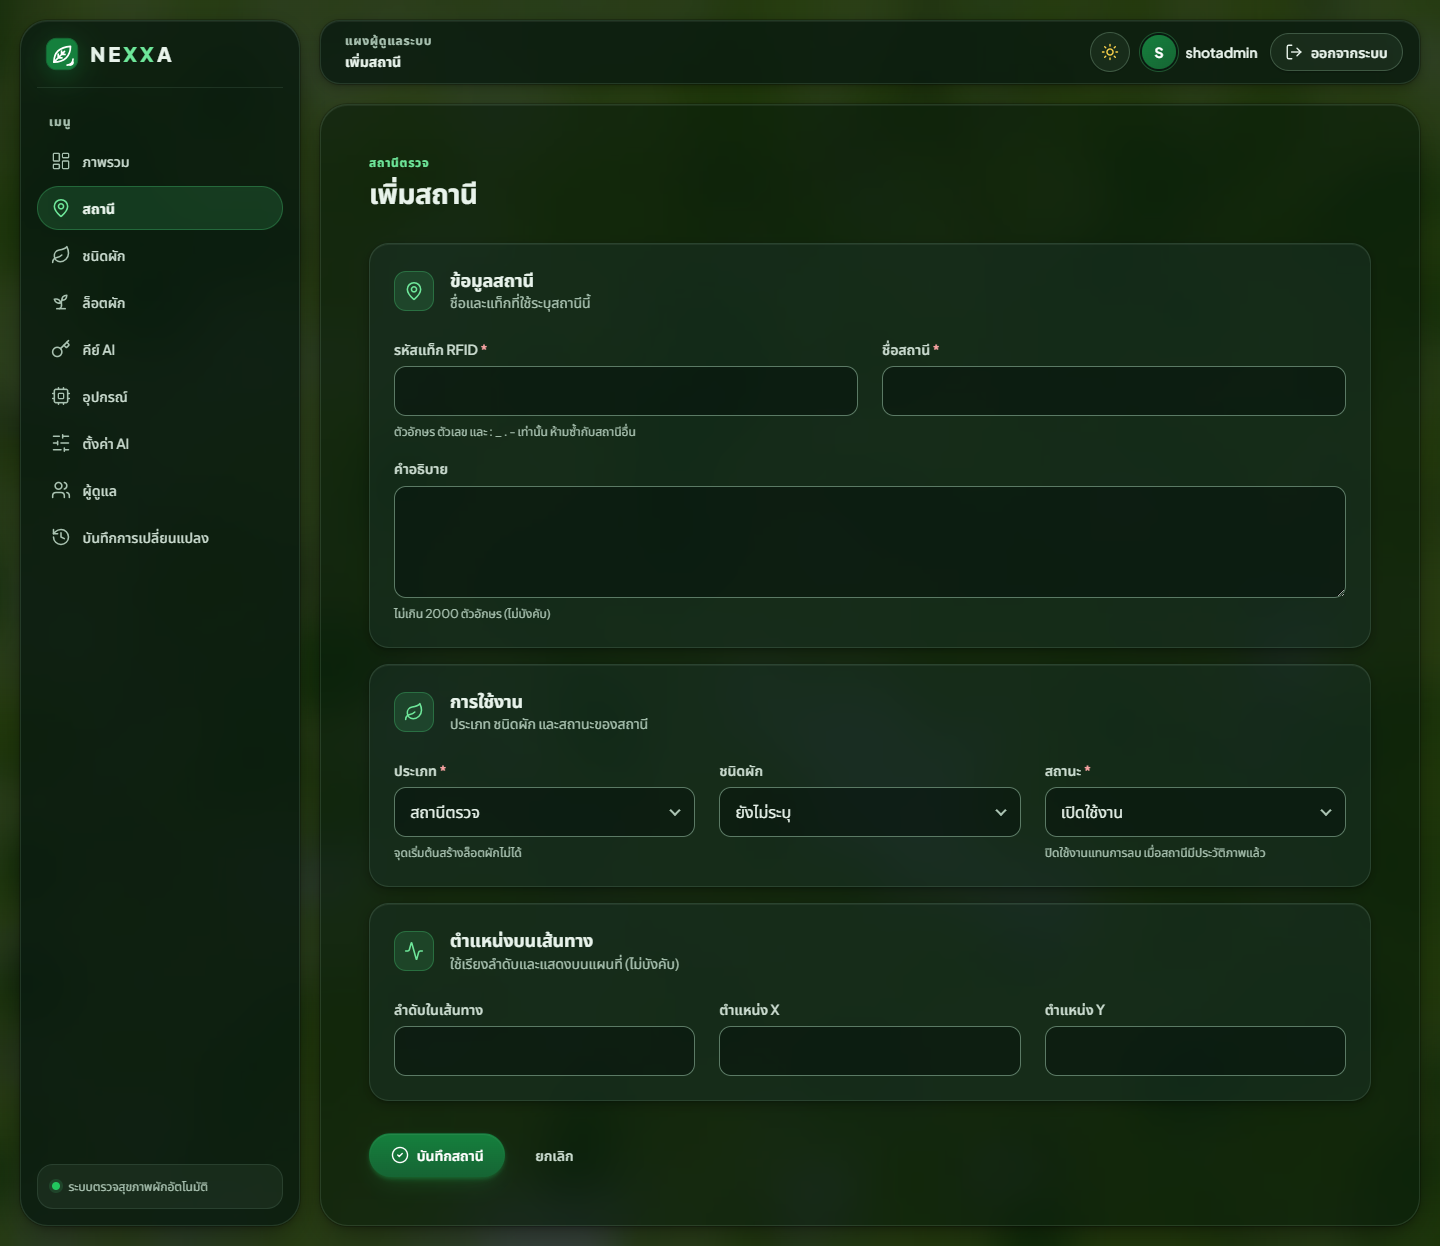 NEXXA
เมนู
ภาพรวม
สถานี
ชนิดผัก
ล็อตผัก
คีย์ AI
อุปกรณ์
ตั้งค่า AI
ผู้ดูแล
บันทึกการเปลี่ยนแปลง
ระบบตรวจสุขภาพผักอัตโนมัติ
แผงผู้ดูแลระบบ
เพิ่มสถานี
S shotadmin ออกจากระบบ
สถานีตรวจ
เพิ่มสถานี
ข้อมูลสถานี
ชื่อและแท็กที่ใช้ระบุสถานีนี้
รหัสแท็ก RFID * ชื่อสถานี *
ตัวอักษร ตัวเลข และ : _ . - เท่านั้น ห้ามซ้ำกับสถานีอื่น
คำอธิบาย
ไม่เกิน 2000 ตัวอักษร (ไม่บังคับ)
การใช้งาน
ประเภท ชนิดผัก และสถานะของสถานี
ประเภท * ชนิดผัก สถานะ *
สถานีตรวจ ยังไม่ระบุ เปิดใช้งาน
จุดเริ่มต้นสร้างล็อตผักไม่ได้ ปิดใช้งานแทนการลบ เมื่อสถานีมีประวัติภาพแล้ว
ตำแหน่งบนเส้นทาง
ใช้เรียงลำดับและแสดงบนแผนที่ (ไม่บังคับ)
ลำดับในเส้นทาง ตำแหน่ง X ตำแหน่ง Y
บันทึกสถานี ยกเลิก